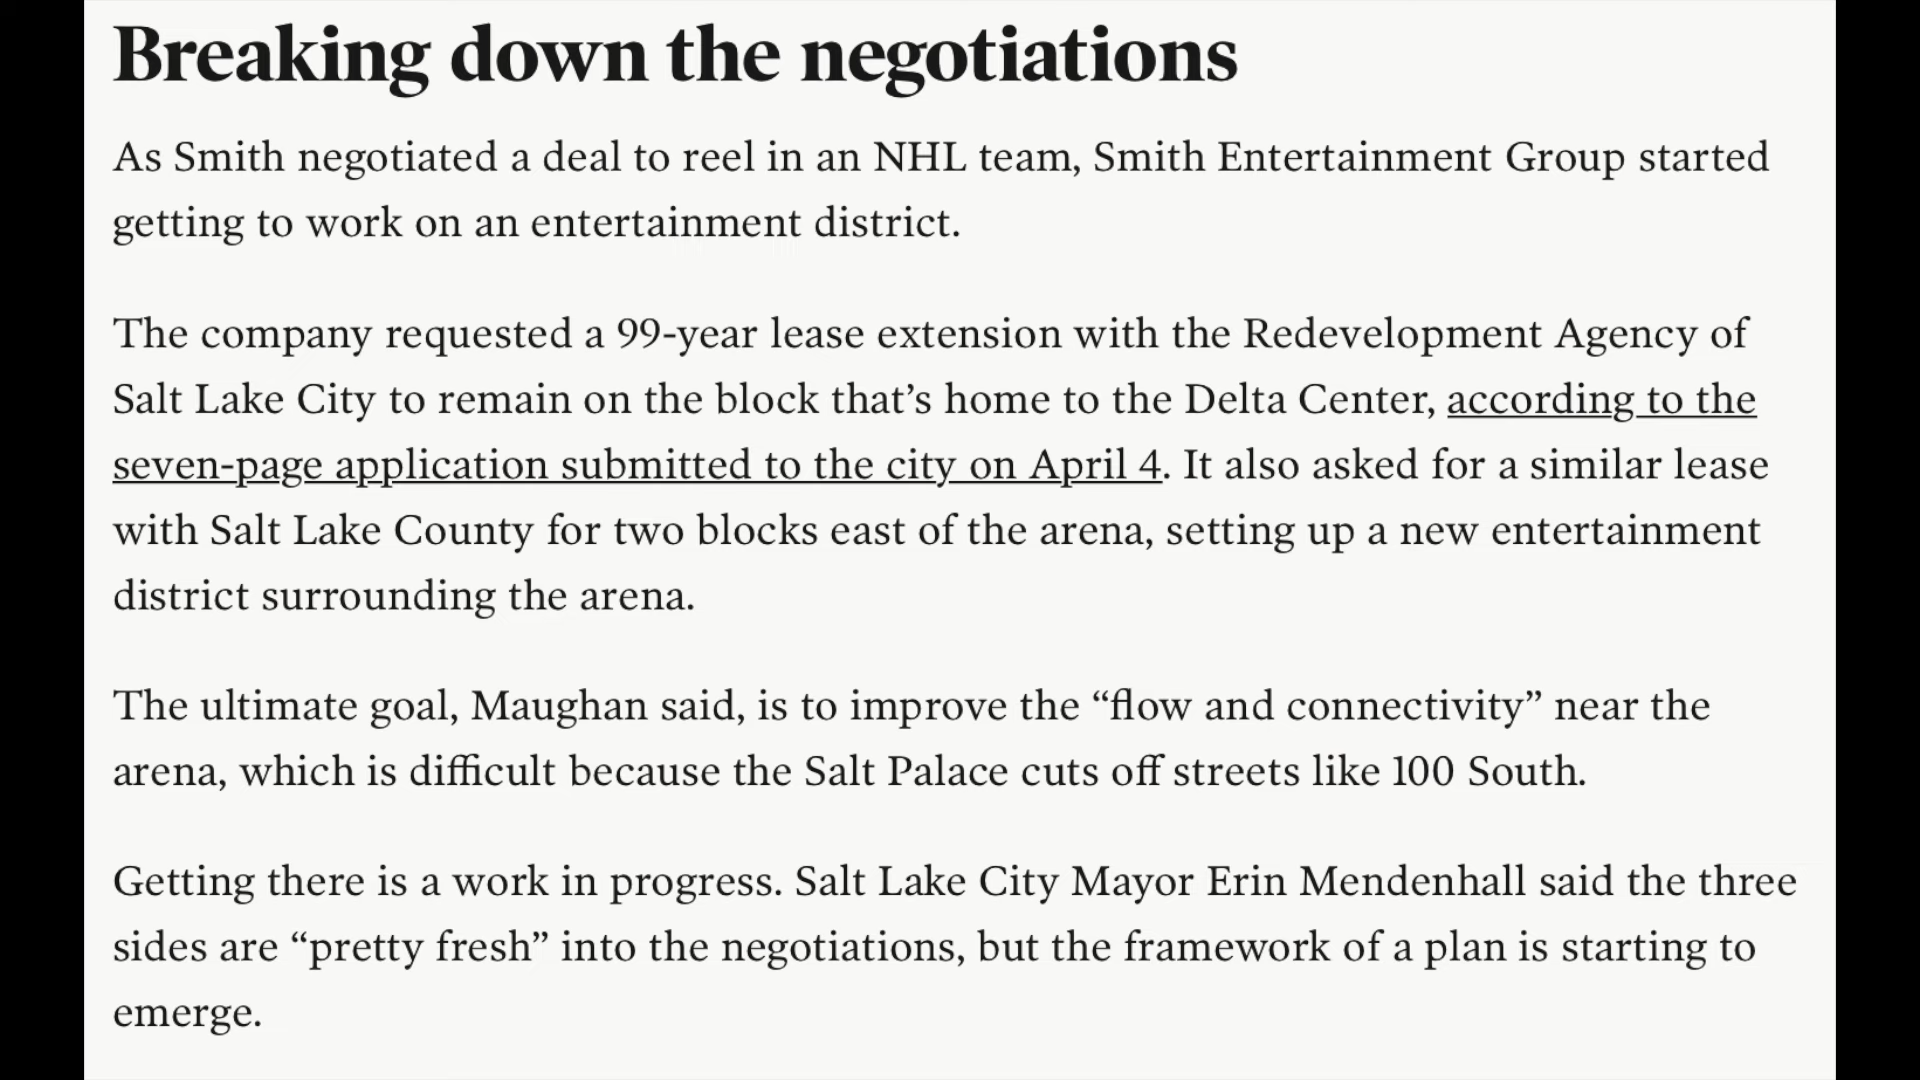 Breaking down the negotiations
As Smith negotiated a deal to reel in an NHL team, Smith Entertainment Group started
getting to work on an entertainment district.
The company requested a 99-year lease extension with the Redevelopment Agency of
Salt Lake City to remain on the block that’s home to the Delta Center, according to the
seven-page application submitted to the city on April 4. It also asked for a similar lease
with Salt Lake County for two blocks east of the arena, setting up a new entertainment
district surrounding the arena.
The ultimate goal, Maughan said, is to improve the “flow and connectivity” near the
arena, which is difficult because the Salt Palace cuts off streets like 100 South.
Getting there is a work in progress. Salt Lake City Mayor Erin Mendenhall said the three
sides are “pretty fresh” into the negotiations, but the framework of a plan is starting to
emerge.